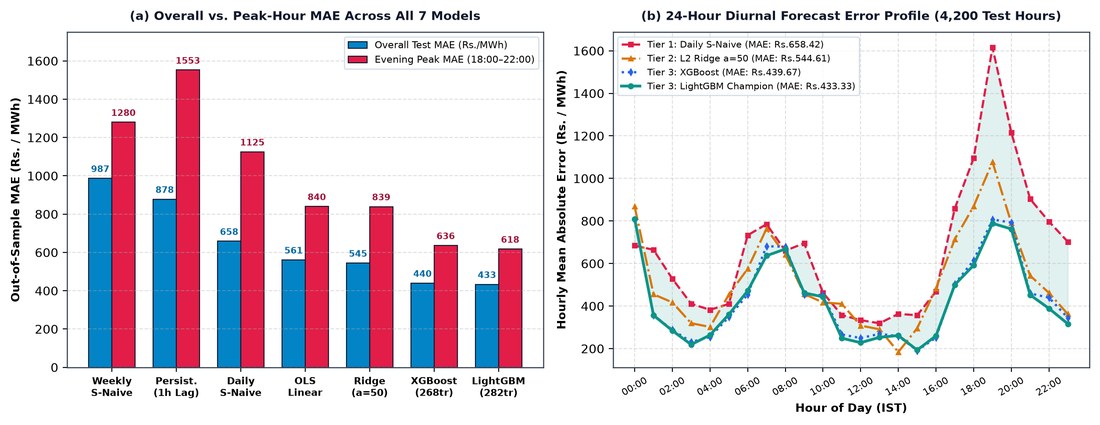 (a) Overall vs. Peak-Hour MAE Across All 7 Models
Out-of-Sample MAE (Rs. / MWh)
1600
1400
1200
1000
800
600
400
200
0
Overall Test MAE (Rs./MWh)
Evening Peak MAE (18:00–22:00)
987
1280
878
1553
658
1125
561
840
545
839
440
636
433
618
Weekly
S-Naive
Persist.
(1h Lag)
Daily
S-Naive
OLS
Linear
Ridge
(a=50)
XGBoost
(268tr)
LightGBM
(282tr)
(b) 24-Hour Diurnal Forecast Error Profile (4,200 Test Hours)
Hourly Mean Absolute Error (Rs. / MWh)
1600
1400
1200
1000
800
600
400
200
Tier 1: Daily S-Naive (MAE: Rs.658.42)
Tier 2: L2 Ridge a=50 (MAE: Rs.544.61)
Tier 3: XGBoost (MAE: Rs.439.67)
Tier 3: LightGBM Champion (MAE: Rs.433.33)
00:00
02:00
04:00
06:00
08:00
10:00
12:00
14:00
16:00
18:00
20:00
22:00
Hour of Day (IST)